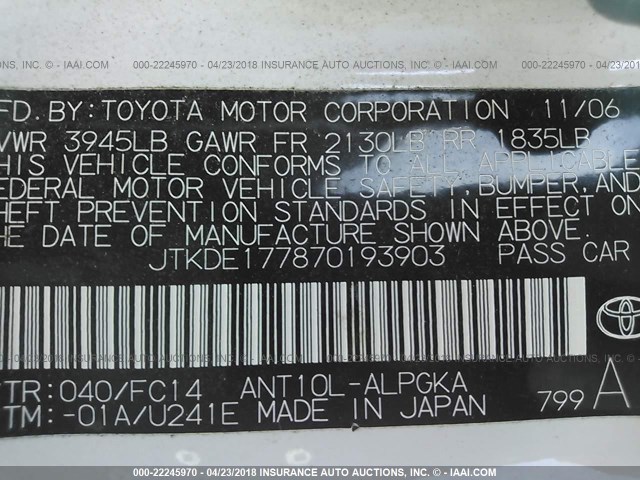 000-22245970 - 04/23/2018 INSURANCE AUTO AUCTIONS - © - IAAI.COM
FD. BY: TOYOTA MOTOR CORPORATION 11/06
VWR 3945LB GAWR FR 2130LB RR 1835LB
HIS VEHICLE CONFORMS TO ALL APPLICABLE
EDERAL MOTOR VEHICLE SAFETY, BUMPER, AND
HEFT PREVENTION STANDARDS IN EFFECT ON
HE DATE OF MANUFACTURE SHOWN ABOVE.
JTKDE177870193903 PASS CAR
TR: 040/FC14 ANT10L-ALPGKA
TM: -01A/U241E MADE IN JAPAN 799 A
000-22245970 - 04/23/2018 INSURANCE AUTO AUCTIONS - © - IAAI.COM